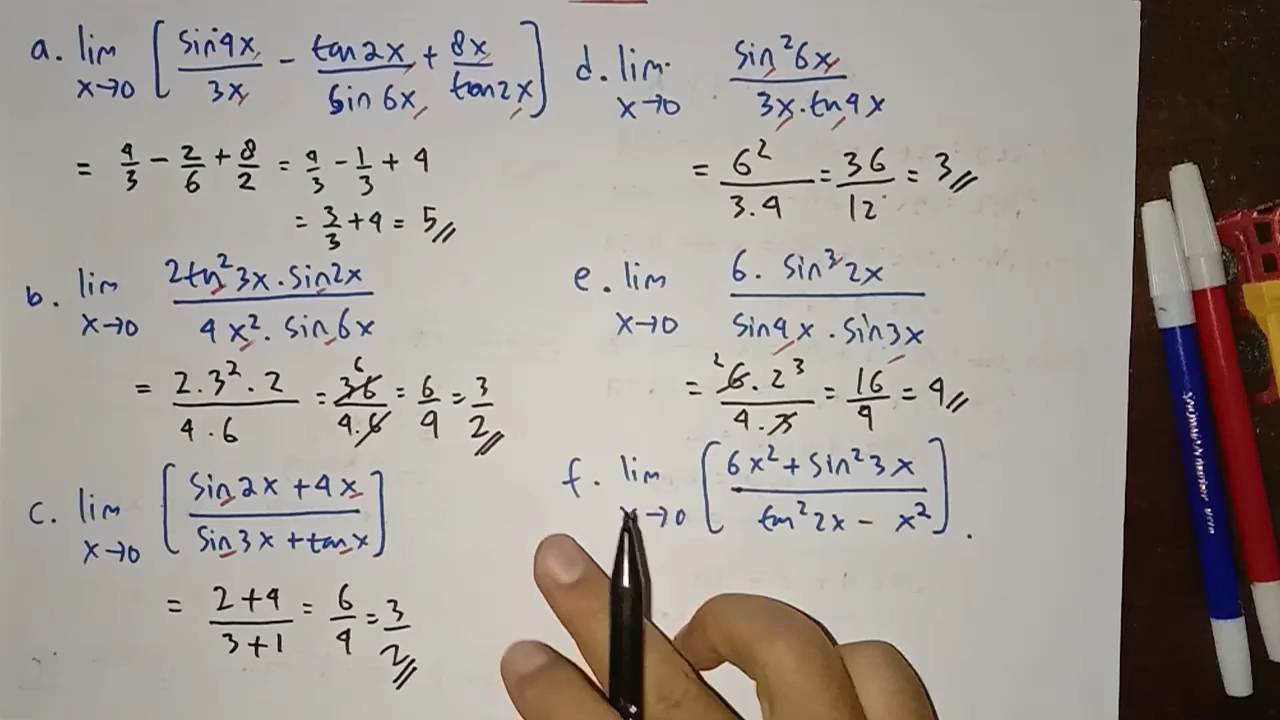 a. lim x→0 [ sin4x / 3x - tan2x / sin6x + 8x / tan2x ]
= 4/3 - 2/6 + 8/2 = 4/3 - 1/3 + 4
= 3/3 + 4 = 5 //
b. lim x→0 2tn²3x . sin2x / 4x² . sin6x
= 2.3².2 / 4.6 = 36 / 4.6 = 6/4 = 3/2 //
c. lim x→0 [ sin2x + 4x / sin3x + tanx ]
= 2+4 / 3+1 = 6/4 = 3/2 //
d. lim x→0 sin²6x / 3x . tn4x
= 6² / 3.4 = 36/12 = 3 //
e. lim x→0 6. sin³2x / sin4x . sin3x
= 6.2³ / 4.3 = 16/4 = 4 //
f. lim x→0 [ 6x² + sin²3x / tan²2x - x² ] .